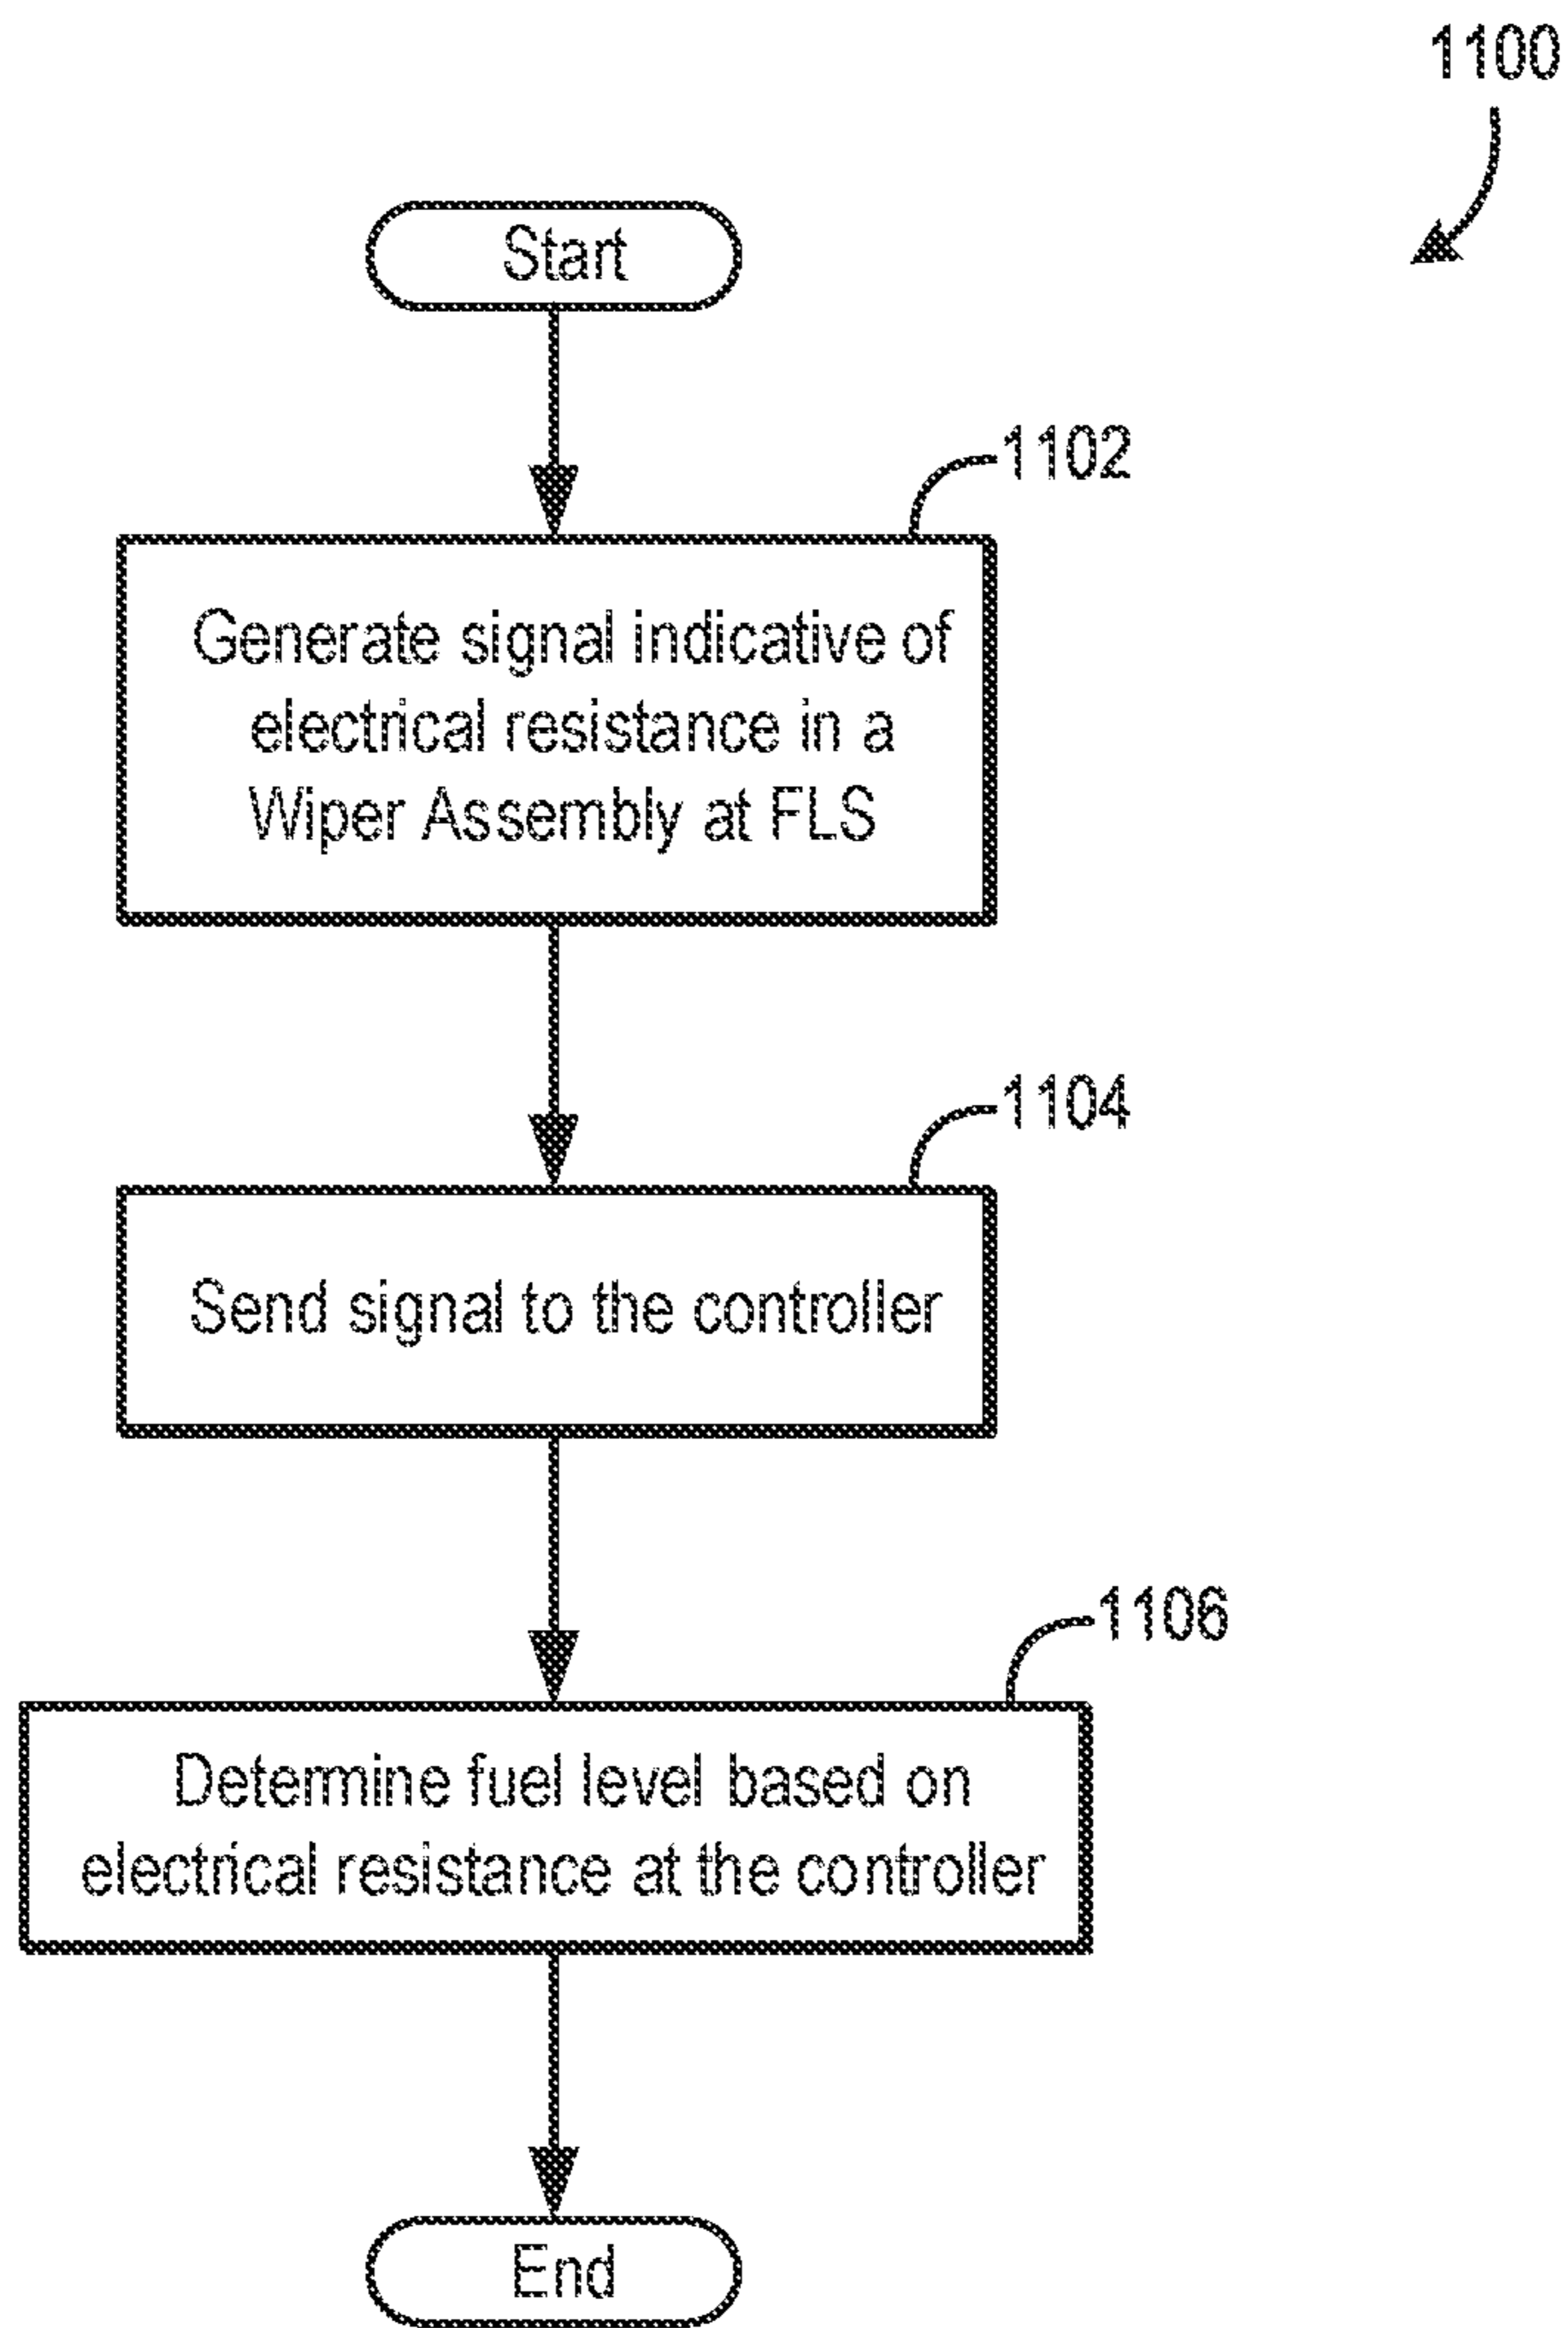 1100
Start
1102
Generate signal indicative of
electrical resistance in a
Wiper Assembly at FLS
1104
Send signal to the controller
1106
Determine fuel level based on
electrical resistance at the controller
End